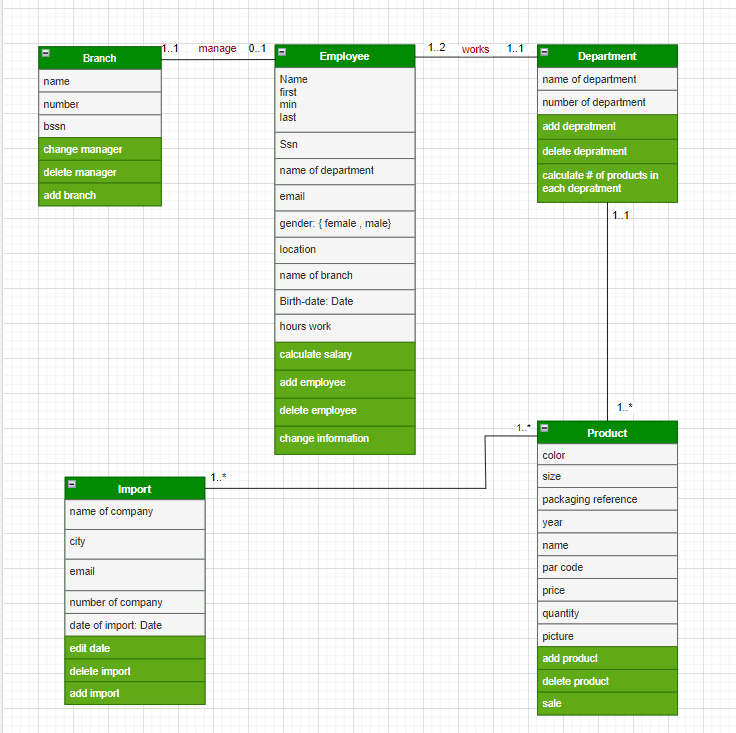 1..1 manage 0..1
1..2 works 1..1
Branch
name
number
bssn
change manager
delete manager
add branch
Employee
Name
first
min
last
Ssn
name of department
email
gender: { female , male}
location
name of branch
Birth-date: Date
hours work
calculate salary
add employee
delete employee
change information
Department
name of department
number of department
add depratment
delete depratment
calculate # of products in
each depratment
1..1
1..*
1..*
1..*
Import
name of company
city
email
number of company
date of import: Date
edit date
delete import
add import
Product
color
size
packaging reference
year
name
par code
price
quantity
picture
add product
delete product
sale